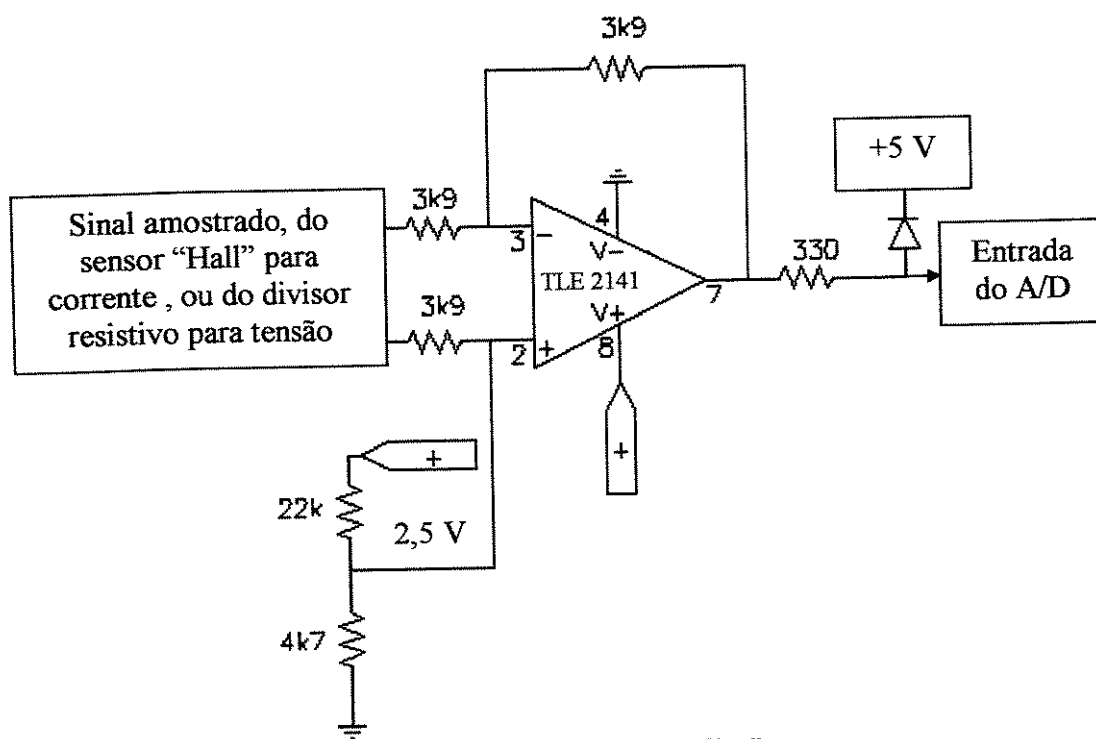 3k9
+5 V
Sinal amostrado, do
sensor “Hall” para
corrente , ou do divisor
resistivo para tensão
3k9
3k9
3
−
4
V−
TLE 2141
V+
2
+
8
7
330
Entrada
do A/D
+
+
22k
2,5 V
4k7